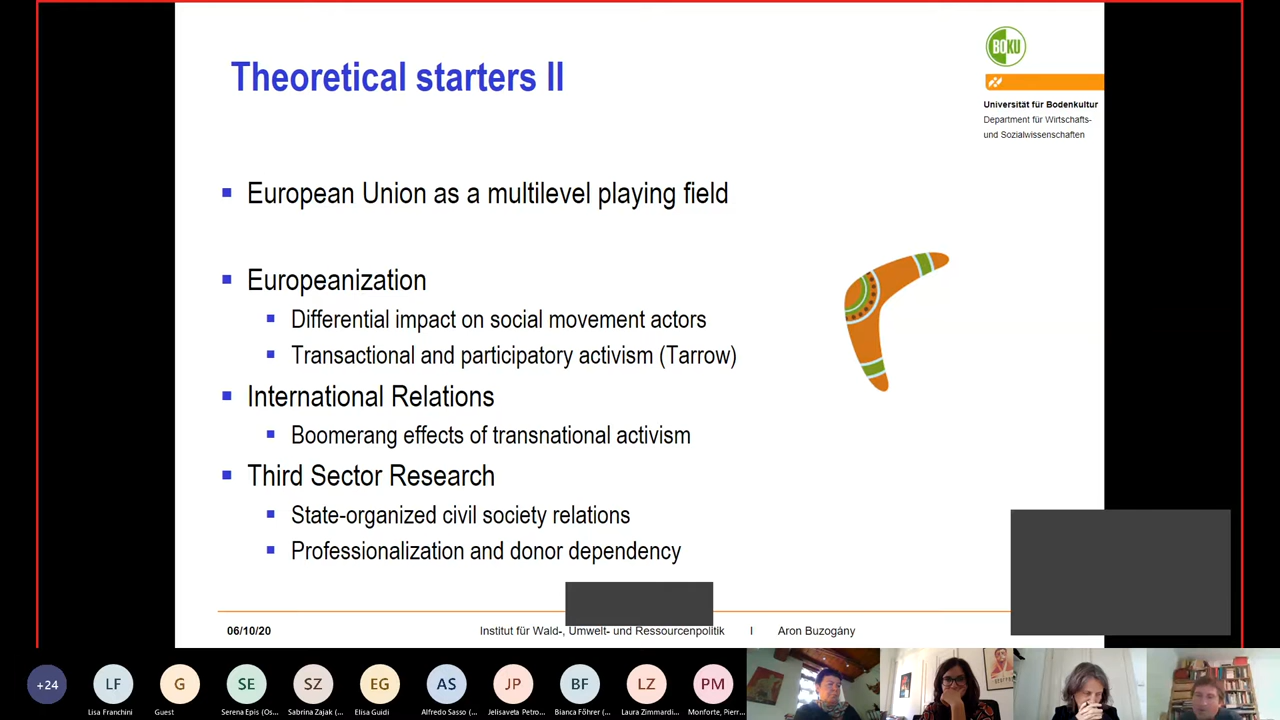 Theoretical starters II
BOKU
Universität für Bodenkultur
Department für Wirtschafts-
und Sozialwissenschaften
European Union as a multilevel playing field
Europeanization
Differential impact on social movement actors
Transactional and participatory activism (Tarrow)
International Relations
Boomerang effects of transnational activism
Third Sector Research
State-organized civil society relations
Professionalization and donor dependency
06/10/20
Institut für Wald-, Umwelt- und Ressourcenpolitik I Aron Buzogány
+24 LF G SE SZ EG AS JP BF LZ PM
Lisa Franchini Guest Serena Epis (Os... Sabrina Zajak (... Elisa Guidi Alfredo Sasso (... Jelisaveta Petro... Bianca Föhrer (... Laura Zimmardi... Monforte, Pierr...